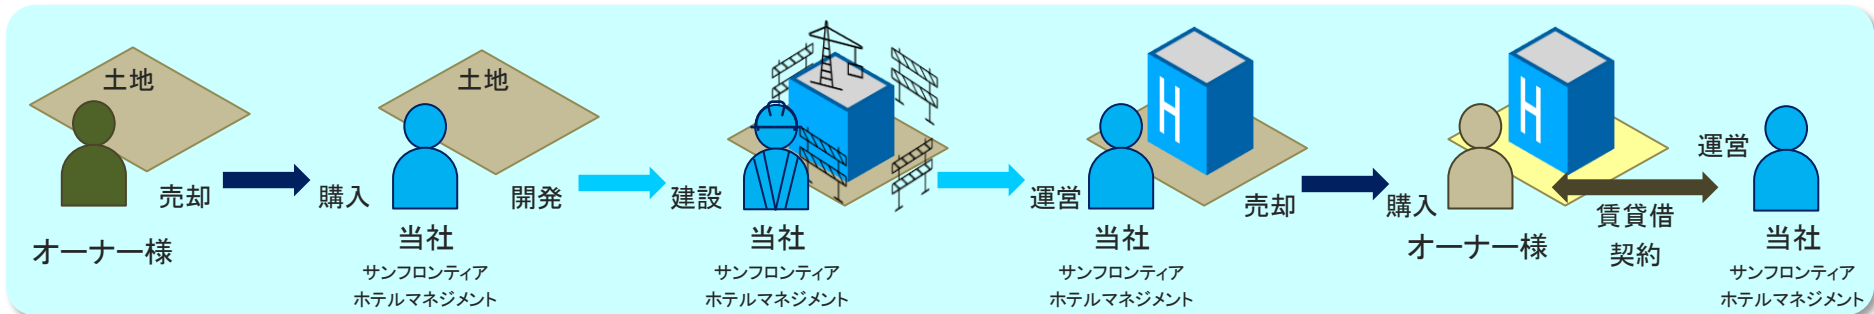 土地
売却
オーナー様
土地
購入
開発
当社
サンフロンティア
ホテルマネジメント
建設
当社
サンフロンティア
ホテルマネジメント
H
運営
売却
当社
サンフロンティア
ホテルマネジメント
H
購入
オーナー様
賃貸借
契約
運営
当社
サンフロンティア
ホテルマネジメント